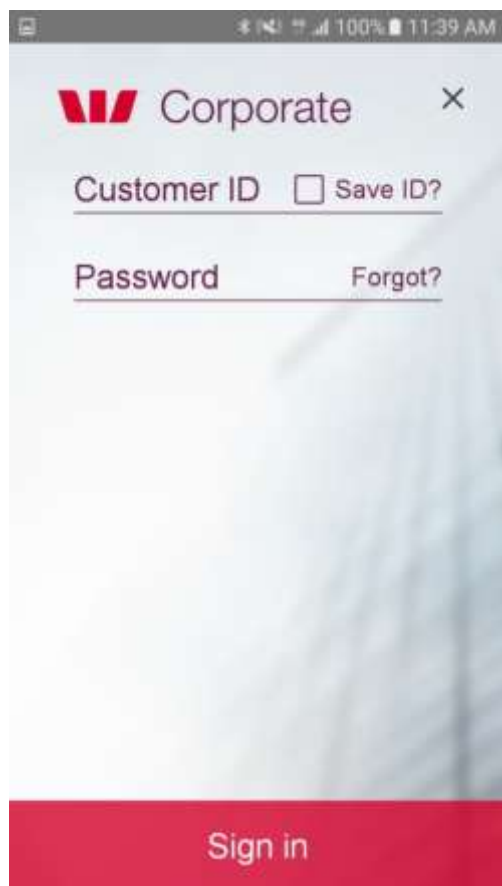 100% 11:39 AM
Corporate
Customer ID Save ID?
Password Forgot?
Sign in